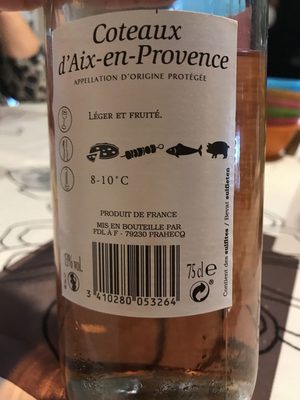 Coteaux
d'Aix-en-Provence
APPELLATION D'ORIGINE PROTÉGÉE
LÉGER ET FRUITÉ.
8-10°C
PRODUIT DE FRANCE
MIS EN BOUTEILLE PAR
FDL À F - 79230 PRAHECQ
75cl e
3 410280 053264
Contient des sulfites / Bevat sulfieten